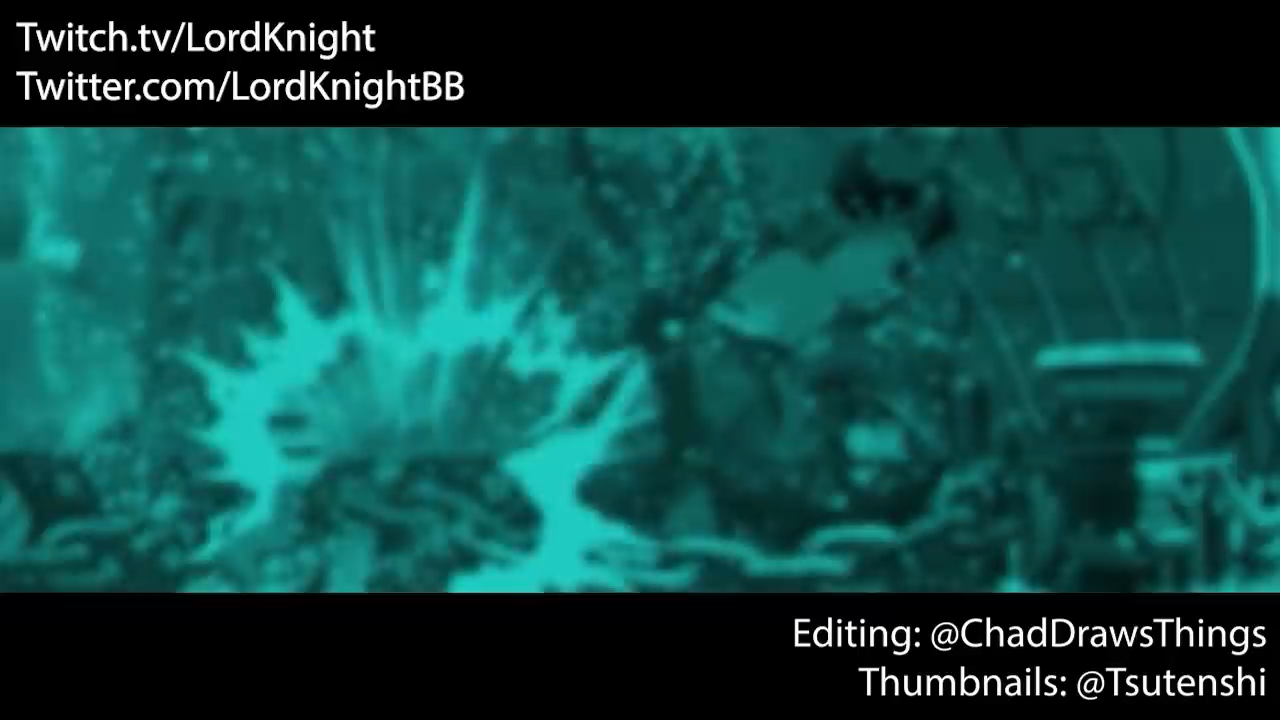 Twitch.tv/LordKnight
Twitter.com/LordKnightBB
Editing: @ChadDrawsThings
Thumbnails: @Tsutenshi